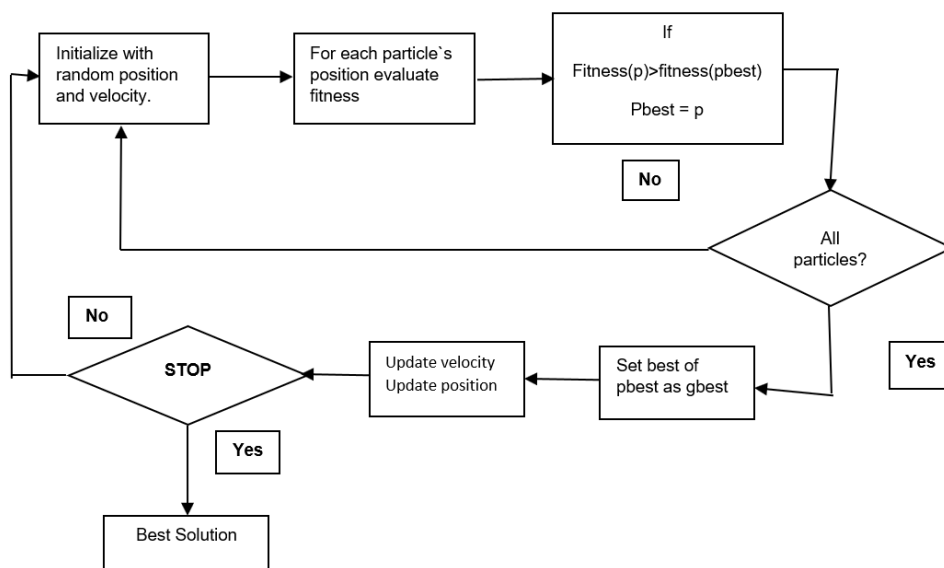 Initialize with
random position
and velocity.
For each particle`s
position evaluate
fitness
If
Fitness(p)>fitness(pbest)
Pbest = p
No
All
particles?
Yes
Set best of
pbest as gbest
Update velocity
Update position
STOP
No
Yes
Best Solution